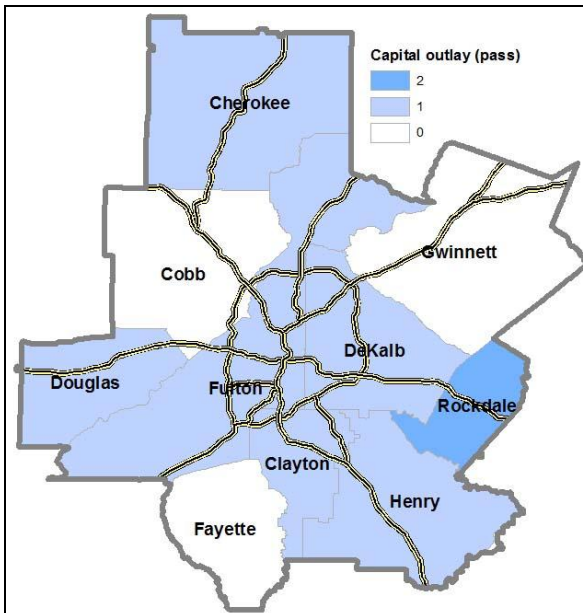 Capital outlay (pass)
2
1
0
Cherokee
Cobb
Gwinnett
DeKalb
Douglas
Fulton
Rockdale
Clayton
Henry
Fayette